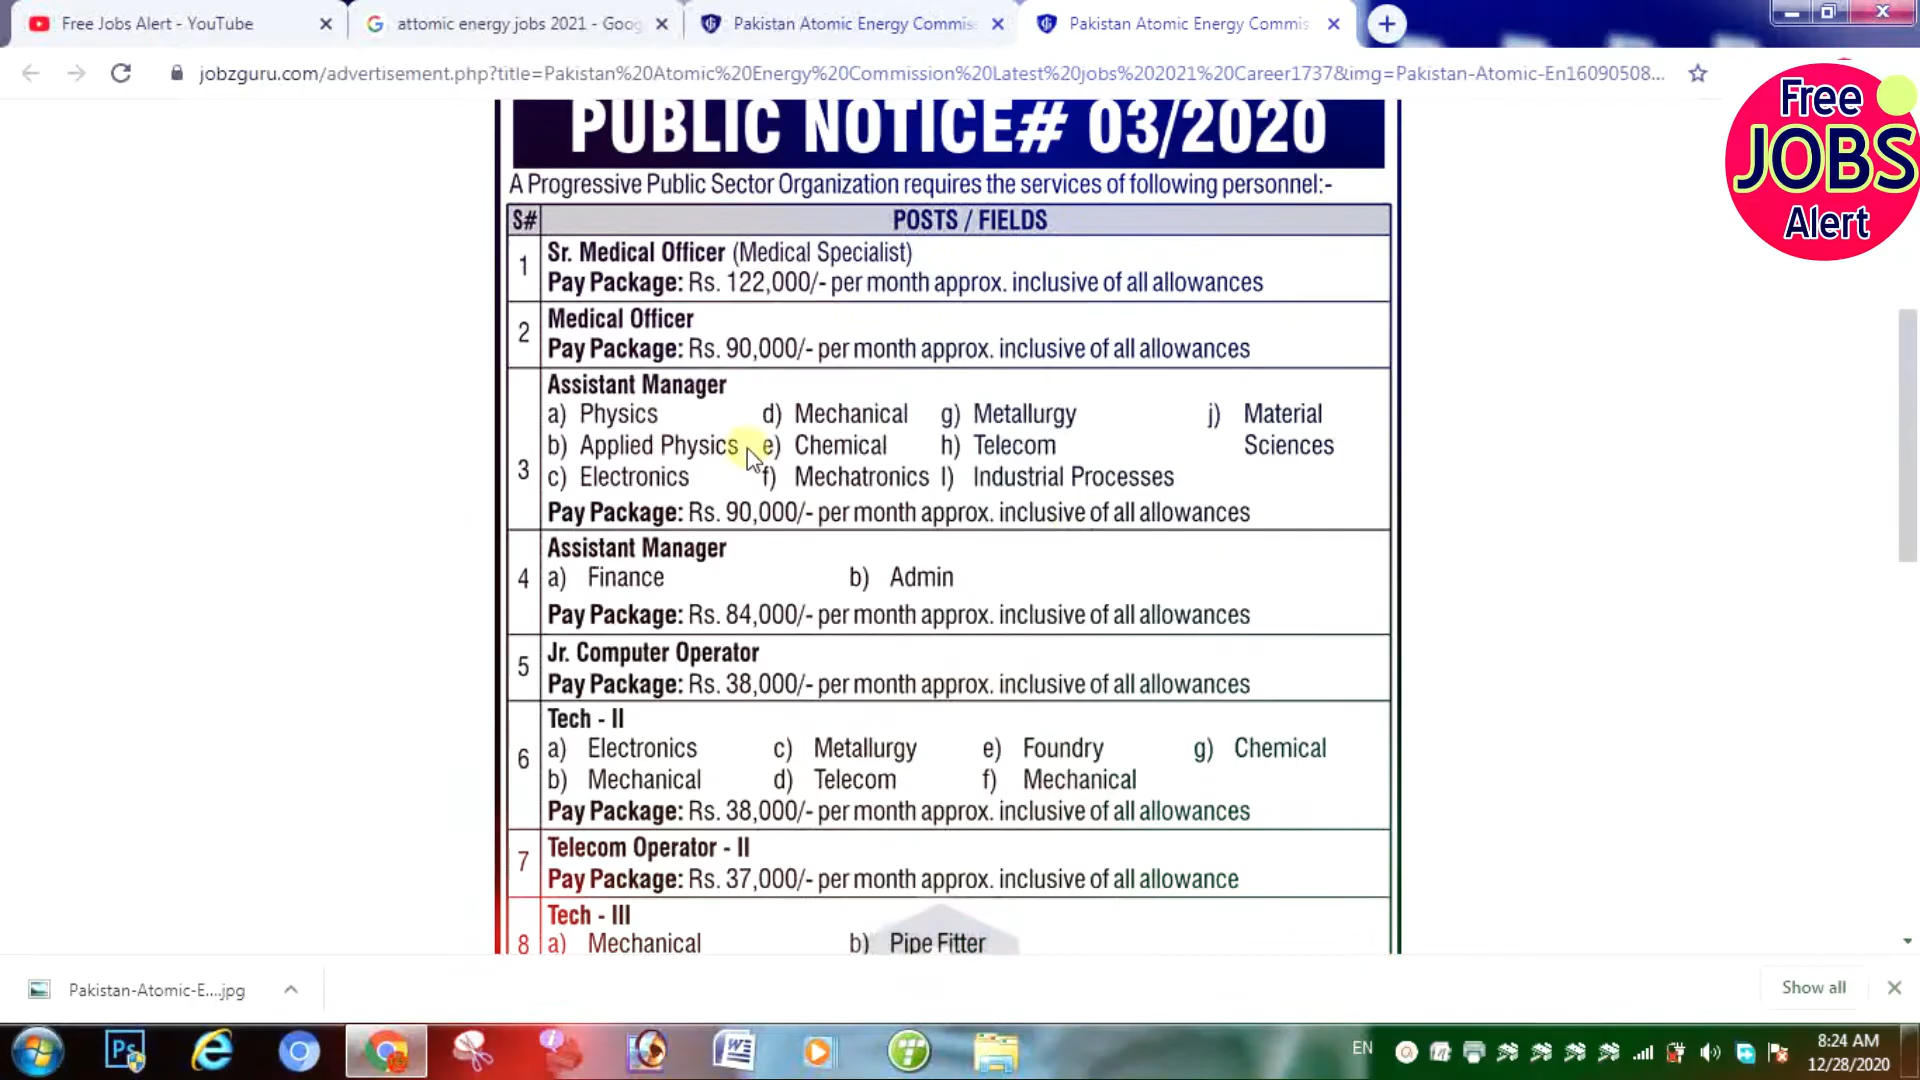 Free Jobs Alert - YouTube
attomic energy jobs 2021 - Goog
Pakistan Atomic Energy Commis
Pakistan Atomic Energy Commis
jobzguru.com/advertisement.php?title=Pakistan%20Atomic%20Energy%20Commission%20Latest%20jobs%202021%20Career1737&img=Pakistan-Atomic-En16090508...
Free
JOBS
Alert
PUBLIC NOTICE# 03/2020
A Progressive Public Sector Organization requires the services of following personnel:-
S# POSTS / FIELDS
1 Sr. Medical Officer (Medical Specialist)
Pay Package: Rs. 122,000/- per month approx. inclusive of all allowances
2 Medical Officer
Pay Package: Rs. 90,000/- per month approx. inclusive of all allowances
3 Assistant Manager
a) Physics d) Mechanical g) Metallurgy j) Material
b) Applied Physics e) Chemical h) Telecom Sciences
c) Electronics f) Mechatronics I) Industrial Processes
Pay Package: Rs. 90,000/- per month approx. inclusive of all allowances
4 Assistant Manager
a) Finance b) Admin
Pay Package: Rs. 84,000/- per month approx. inclusive of all allowances
5 Jr. Computer Operator
Pay Package: Rs. 38,000/- per month approx. inclusive of all allowances
6 Tech - II
a) Electronics c) Metallurgy e) Foundry g) Chemical
b) Mechanical d) Telecom f) Mechanical
Pay Package: Rs. 38,000/- per month approx. inclusive of all allowances
7 Telecom Operator - II
Pay Package: Rs. 37,000/- per month approx. inclusive of all allowance
8 Tech - III
a) Mechanical b) Pipe Fitter
Pakistan-Atomic-E....jpg
Show all
Ps
EN
8:24 AM
12/28/2020